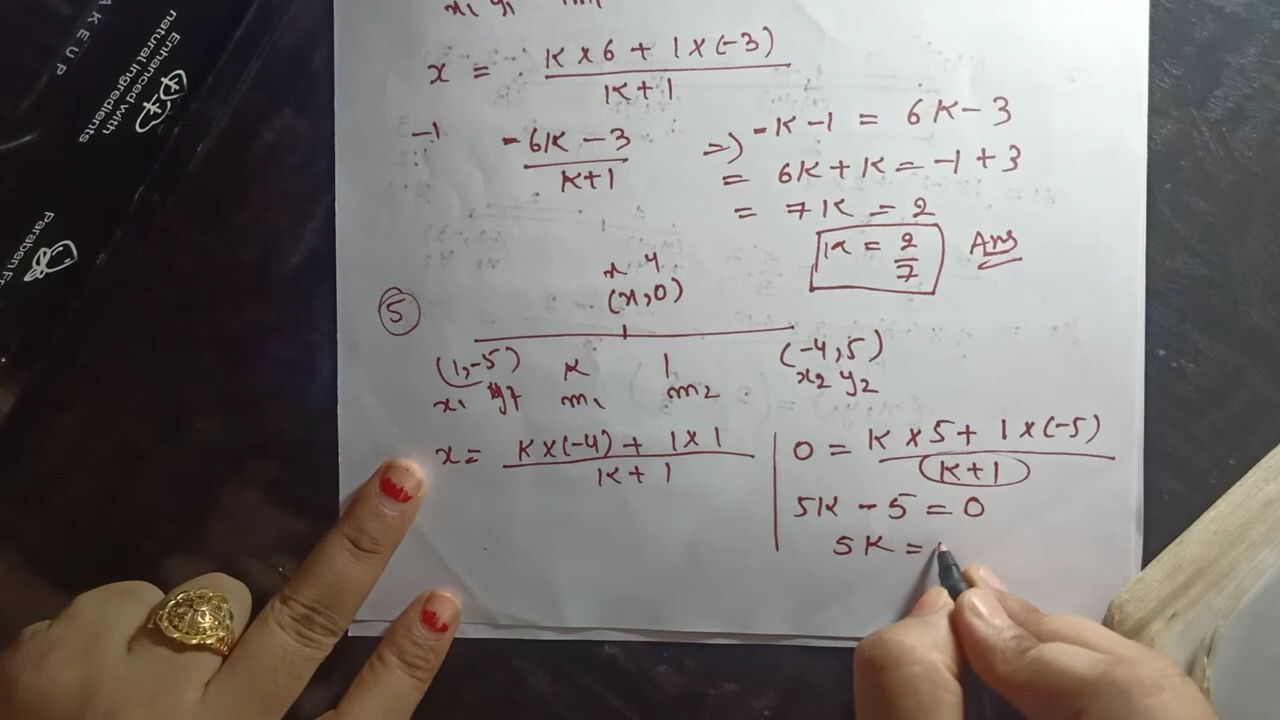 x = K×6 + 1×(-3) / K+1
-1 = 6K - 3 / K+1 => -K-1 = 6K-3
= 6K+K = -1+3
= 7K = 2
K = 2/7 Ans
x y
(x,0)
5
(1,-5) K 1 (-4,5)
x1 y1 m1 m2 x2 y2
x = K×(-4) + 1×1 / K+1
0 = K×5 + 1×(-5) / K+1
5K - 5 = 0
5K =
AKEUP
Enhanced with
natural ingredients
Paraben